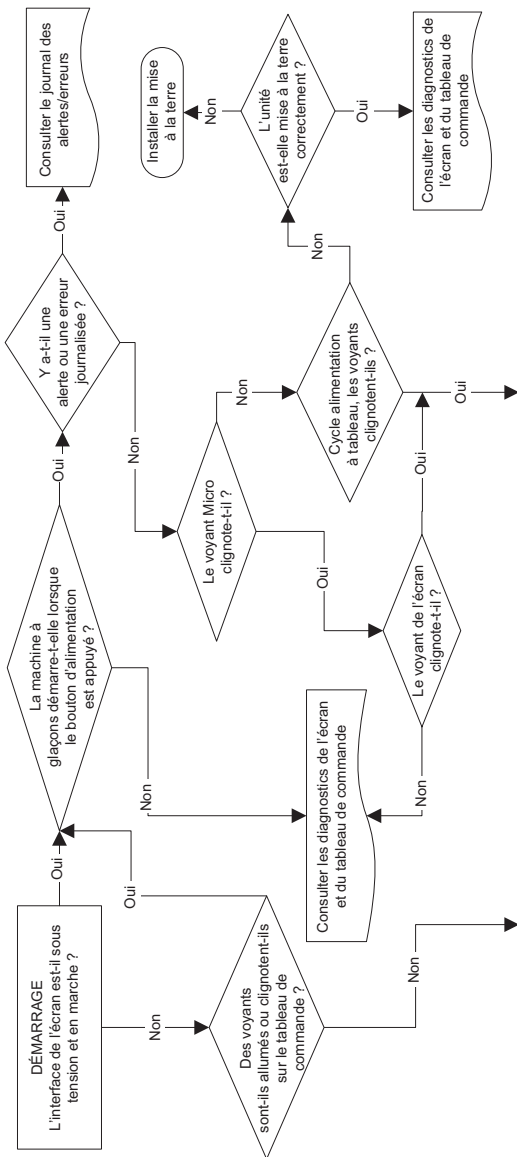 DÉMARRAGE
L'interface de l'écran est-il sous
tension et en marche ?
Oui
Non
La machine à
glaçons démarre-t-elle lorsque
le bouton d'alimentation
est appuyé ?
Oui
Non
Y a-t-il une
alerte ou une erreur
journalisée ?
Oui
Non
Consulter le journal des
alertes/erreurs
Des voyants
sont-ils allumés ou clignotent-ils
sur le tableau de
commande ?
Oui
Non
Consulter les diagnostics de l'écran
et du tableau de commande
Le voyant Micro
clignote-t-il ?
Non
Oui
Le voyant de l'écran
clignote-t-il ?
Non
Oui
Cycle alimentation
à tableau, les voyants
clignotent-ils ?
Non
Oui
L'unité
est-elle mise à la terre
correctement ?
Non
Oui
Installer la mise
à la terre
Consulter les diagnostics de
l'écran et du tableau de
commande